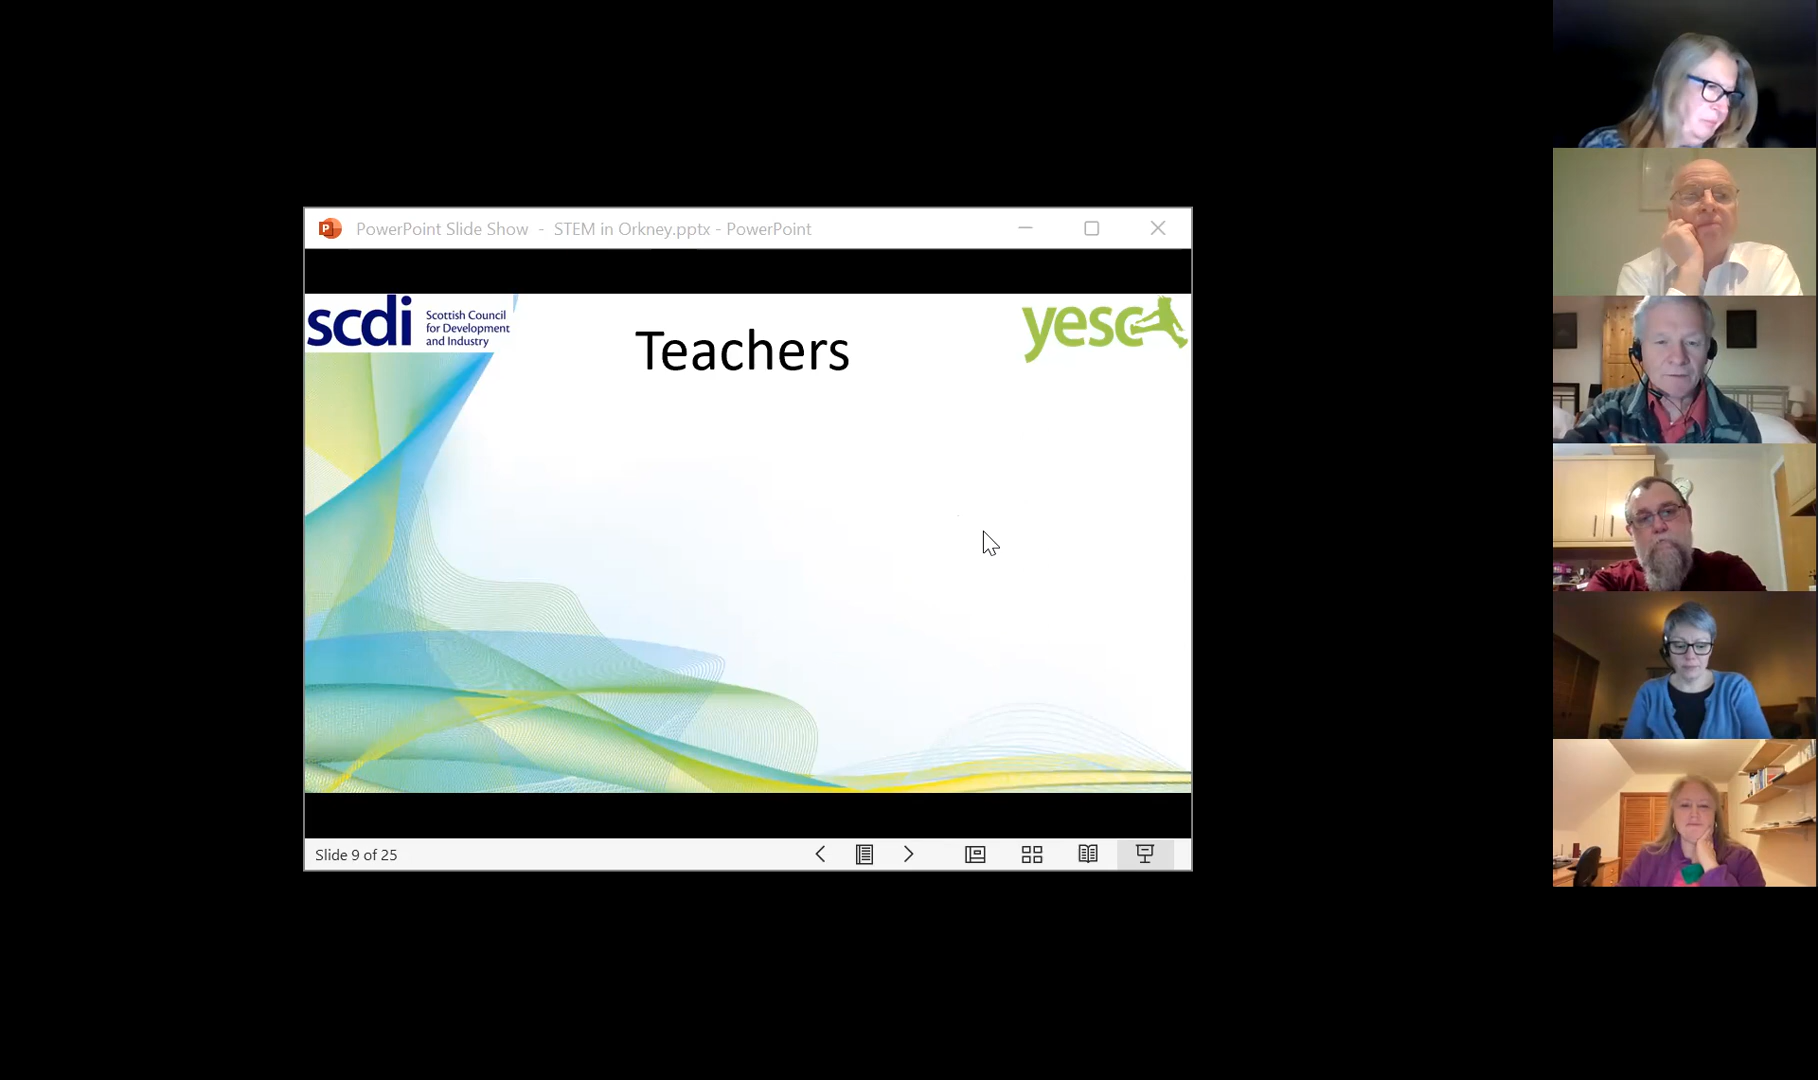 PowerPoint Slide Show - STEM in Orkney.pptx - PowerPoint
scdi
Scottish Council
for Development
and Industry
Teachers
yesc
Slide 9 of 25